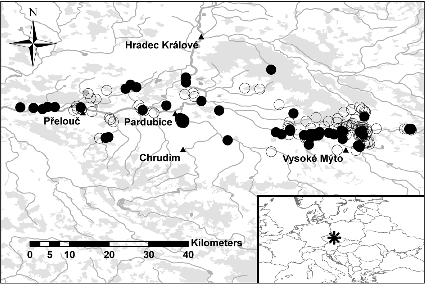 N
Hradec Králové
Přelouč
Pardubice
Chrudim
Vysoké Mýto
Kilometers
0 5 10 20 30 40